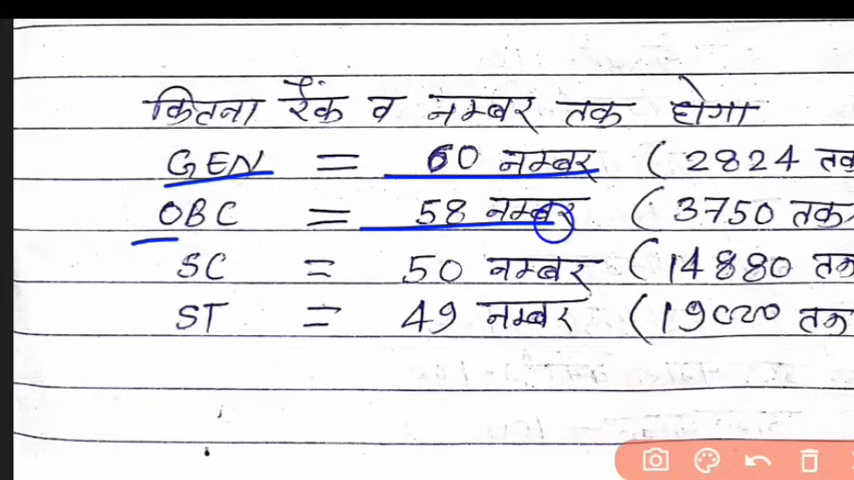 कितना रैंक व नम्बर तक होगा
GEN = 60 नम्बर (2824 तक
OBC = 58 नम्बर (3750 तक
SC = 50 नम्बर (14880 तक
ST = 49 नम्बर (19000 तक